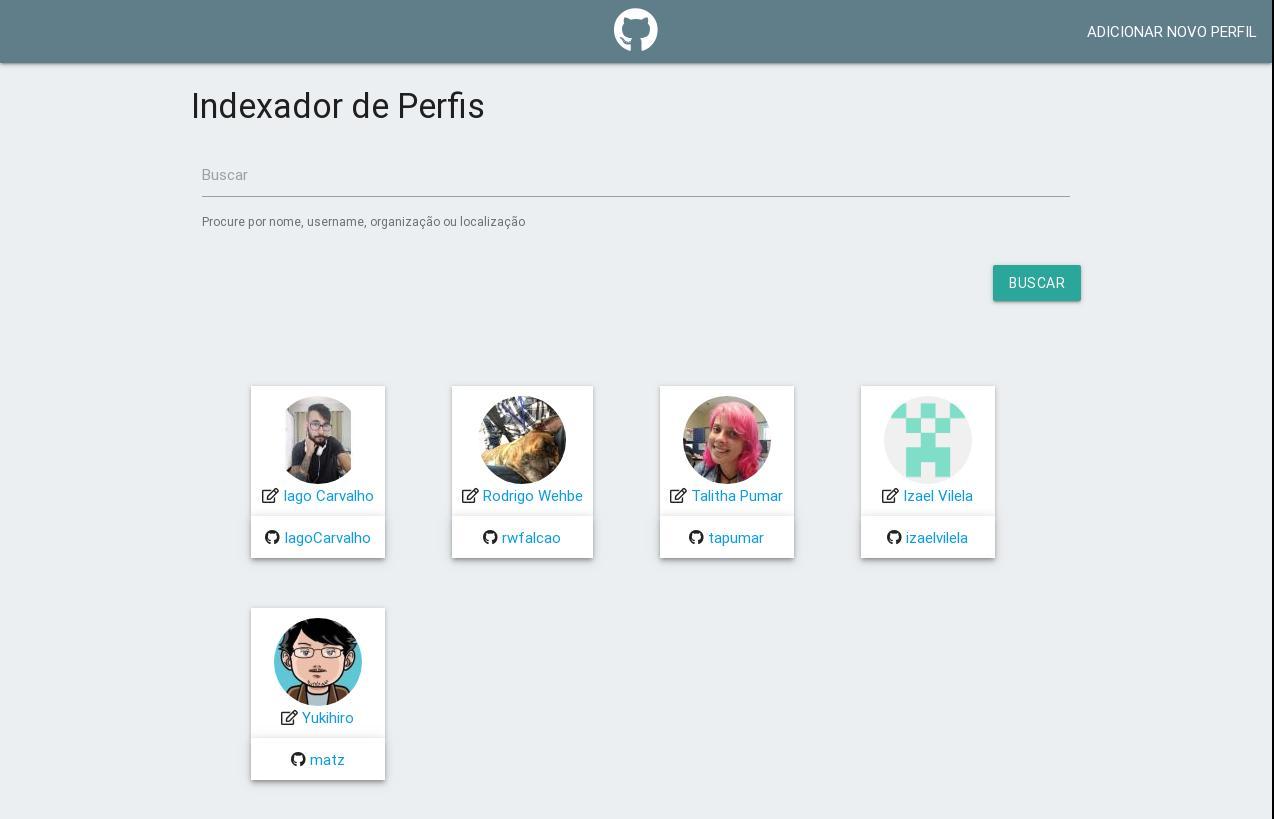 ADICIONAR NOVO PERFIL
Indexador de Perfis
Buscar
Procure por nome, username, organização ou localização
BUSCAR
Iago Carvalho
Rodrigo Wehbe
Talitha Pumar
Izael Vilela
IagoCarvalho
rwfalcao
tapumar
izaelvilela
Yukihiro
matz